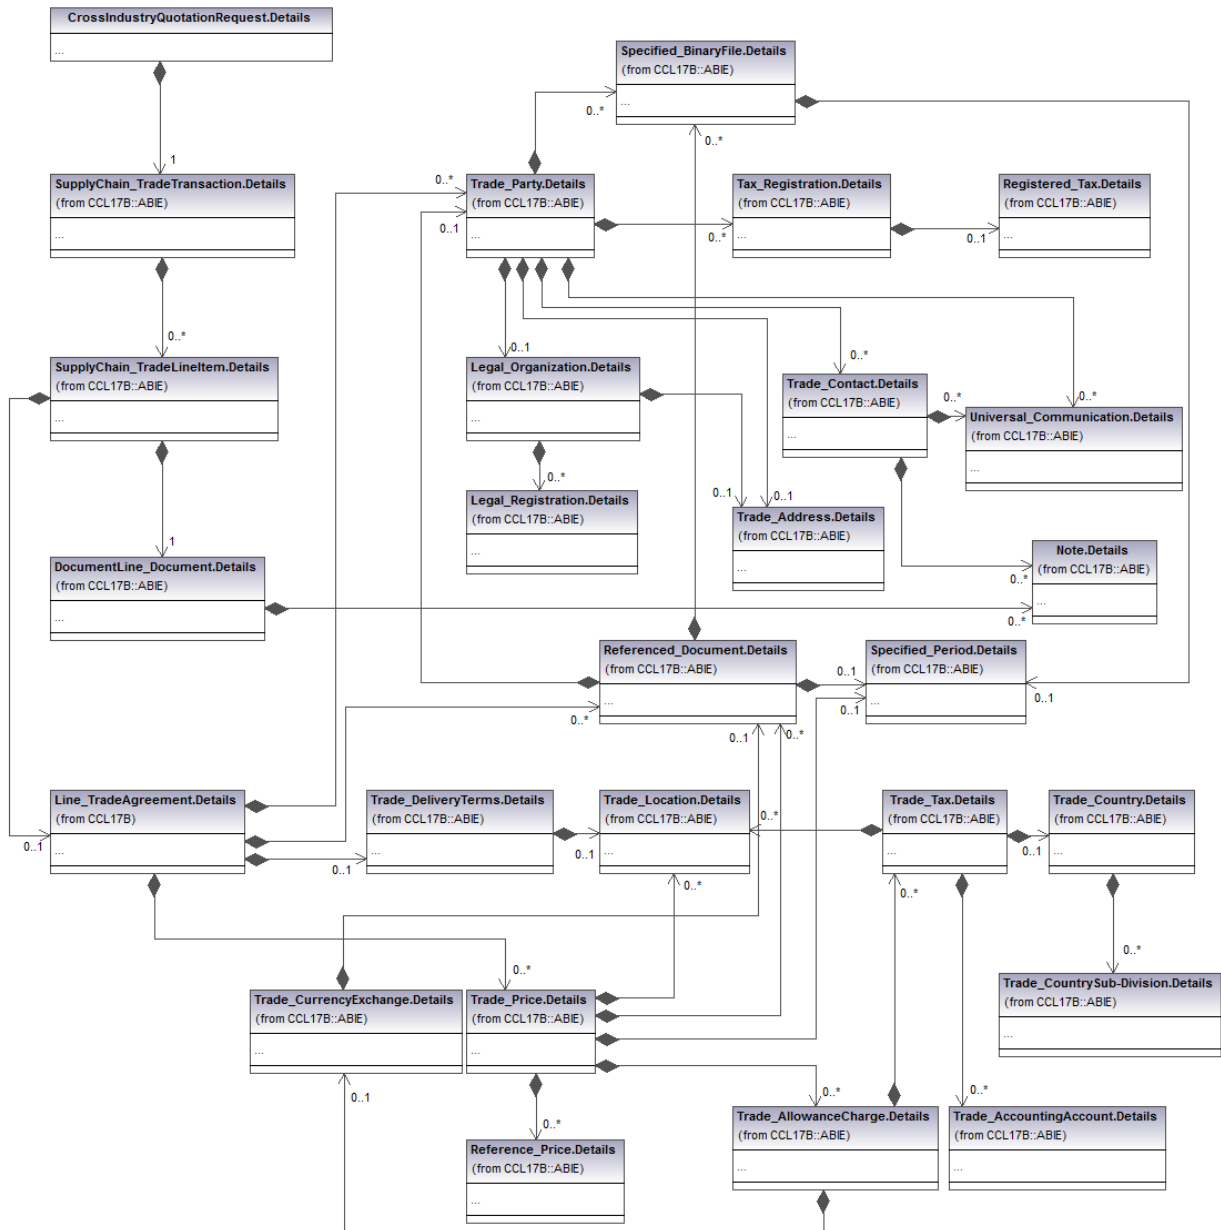 CrossIndustryQuotationRequest.Details
...
Specified_BinaryFile.Details
(from CCL17B::ABIE)
...
0..*
0..*
1
SupplyChain_TradeTransaction.Details
(from CCL17B::ABIE)
...
0..*
0..1
Trade_Party.Details
(from CCL17B::ABIE)
...
0..*
Tax_Registration.Details
(from CCL17B::ABIE)
...
0..1
Registered_Tax.Details
(from CCL17B::ABIE)
...
0..*
0..1
0..*
0..*
SupplyChain_TradeLineItem.Details
(from CCL17B::ABIE)
...
Legal_Organization.Details
(from CCL17B::ABIE)
...
Trade_Contact.Details
(from CCL17B::ABIE)
...
0..*
Universal_Communication.Details
(from CCL17B::ABIE)
...
0..*
Legal_Registration.Details
(from CCL17B::ABIE)
...
0..1
0..1
Trade_Address.Details
(from CCL17B::ABIE)
...
1
DocumentLine_Document.Details
(from CCL17B::ABIE)
...
Note.Details
(from CCL17B::ABIE)
...
0..*
0..*
Referenced_Document.Details
(from CCL17B::ABIE)
...
0..*
0..1
0..*
0..1
0..1
Specified_Period.Details
(from CCL17B::ABIE)
...
0..1
Line_TradeAgreement.Details
(from CCL17B)
...
0..1
0..1
Trade_DeliveryTerms.Details
(from CCL17B::ABIE)
...
0..1
Trade_Location.Details
(from CCL17B::ABIE)
...
0..*
0..*
Trade_Tax.Details
(from CCL17B::ABIE)
...
0..*
0..1
Trade_Country.Details
(from CCL17B::ABIE)
...
0..*
Trade_CountrySub-Division.Details
(from CCL17B::ABIE)
...
0..*
Trade_CurrencyExchange.Details
(from CCL17B::ABIE)
...
0..1
Trade_Price.Details
(from CCL17B::ABIE)
...
0..*
Reference_Price.Details
(from CCL17B::ABIE)
...
0..*
Trade_AllowanceCharge.Details
(from CCL17B::ABIE)
...
0..*
Trade_AccountingAccount.Details
(from CCL17B::ABIE)
...